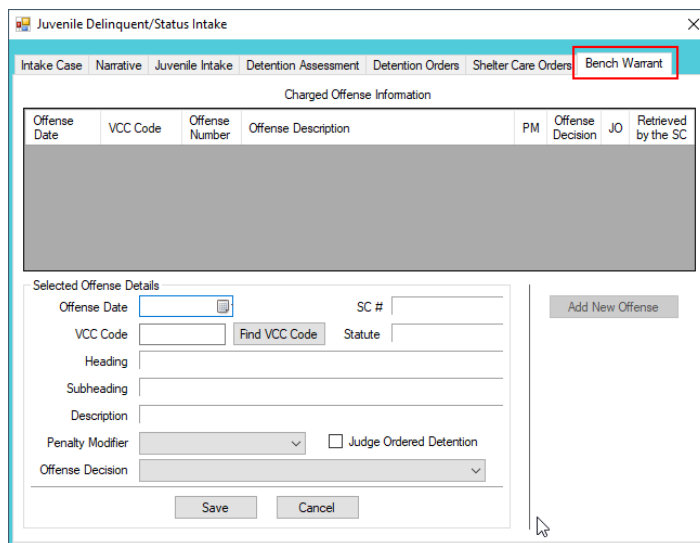 Juvenile Delinquent/Status Intake
Intake Case Narrative Juvenile Intake Detention Assessment Detention Orders Shelter Care Orders Bench Warrant
Charged Offense Information
Offense Date VCC Code Offense Number Offense Description PM Offense Decision JO Retrieved by the SC
Selected Offense Details
Offense Date SC # Add New Offense
VCC Code Find VCC Code Statute
Heading
Subheading
Description
Penalty Modifier Judge Ordered Detention
Offense Decision
Save Cancel